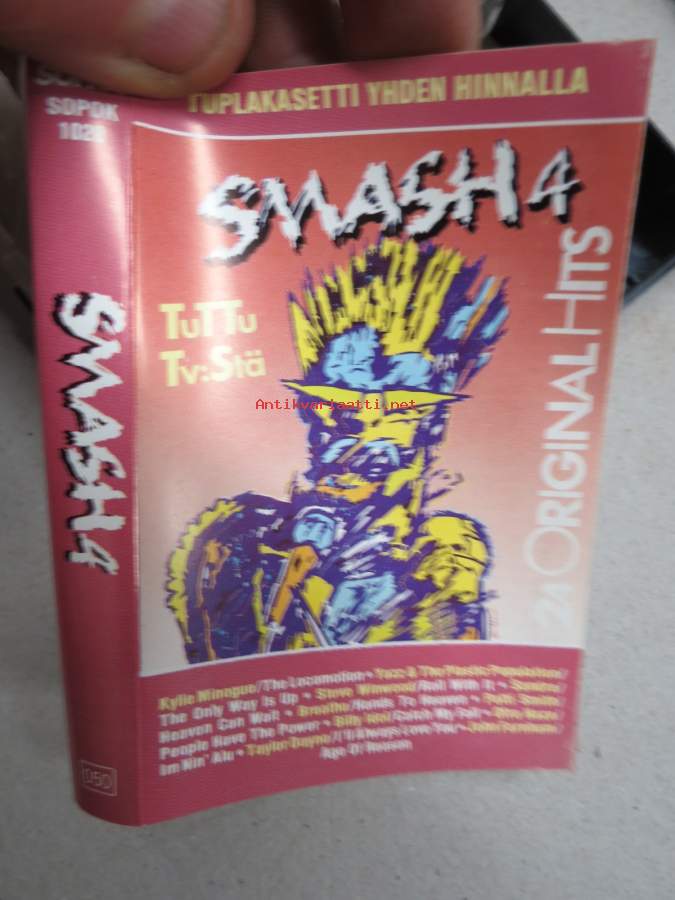 SOPOK
TUPLAKASETTI YHDEN HINNALLA
SMASH 4
SMASH 4
TuTTu
Tv:Stä
24 ORIGINAL HITS
Antikvariaatti.net
Kylie Minogue/The Locomotion • Yazz & The Plastic Population/
The Only Way Is Up • Steve Winwood/Roll With It • Sandra/
Heaven Can Wait • Breathe/Hands To Heaven • Patti Smith/
People Have The Power • Billy Idol/Catch My Fall • Ofra Haza/
Im Nin' Alu • Taylor Dayne/I'll Always Love You • John Farnham/
Age Of Reason
050